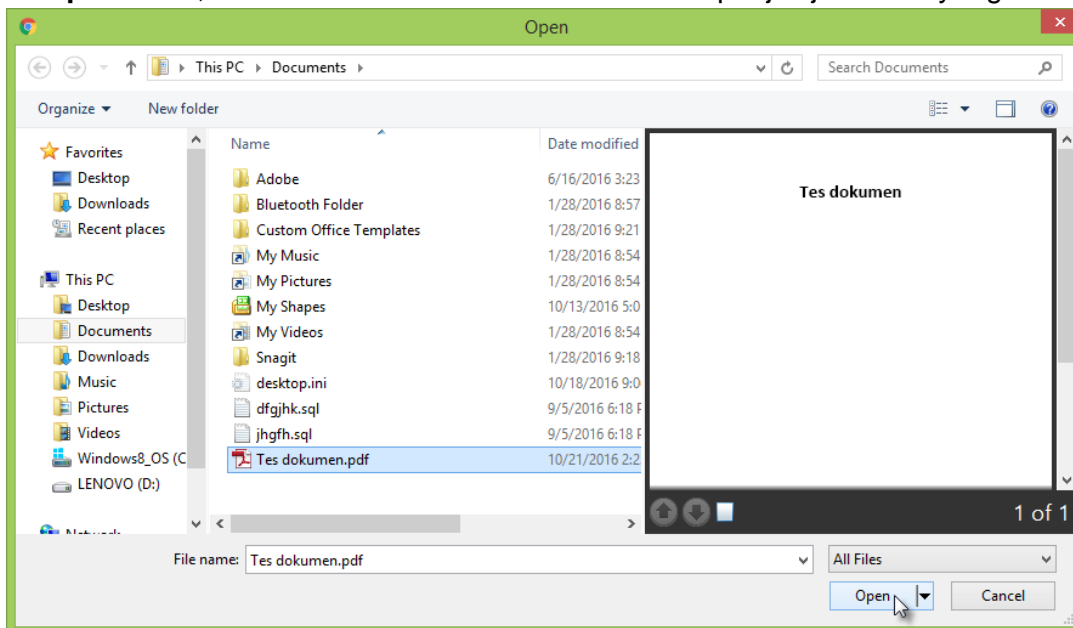 Open
This PC Documents
Search Documents
Organize New folder
Favorites
Desktop
Downloads
Recent places
This PC
Desktop
Documents
Downloads
Music
Pictures
Videos
Windows8_OS (C
LENOVO (D:)
Name Date modified
Adobe 6/16/2016 3:23
Bluetooth Folder 1/28/2016 8:57
Custom Office Templates 1/28/2016 9:21
My Music 1/28/2016 8:54
My Pictures 1/28/2016 8:54
My Shapes 10/13/2016 5:0
My Videos 1/28/2016 8:54
Snagit 1/28/2016 9:18
desktop.ini 10/18/2016 9:0
dfgjhk.sql 9/5/2016 6:18
jhgfh.sql 9/5/2016 6:18
Tes dokumen.pdf 10/21/2016 2:2
Tes dokumen
1 of 1
File name: Tes dokumen.pdf All Files
Open Cancel